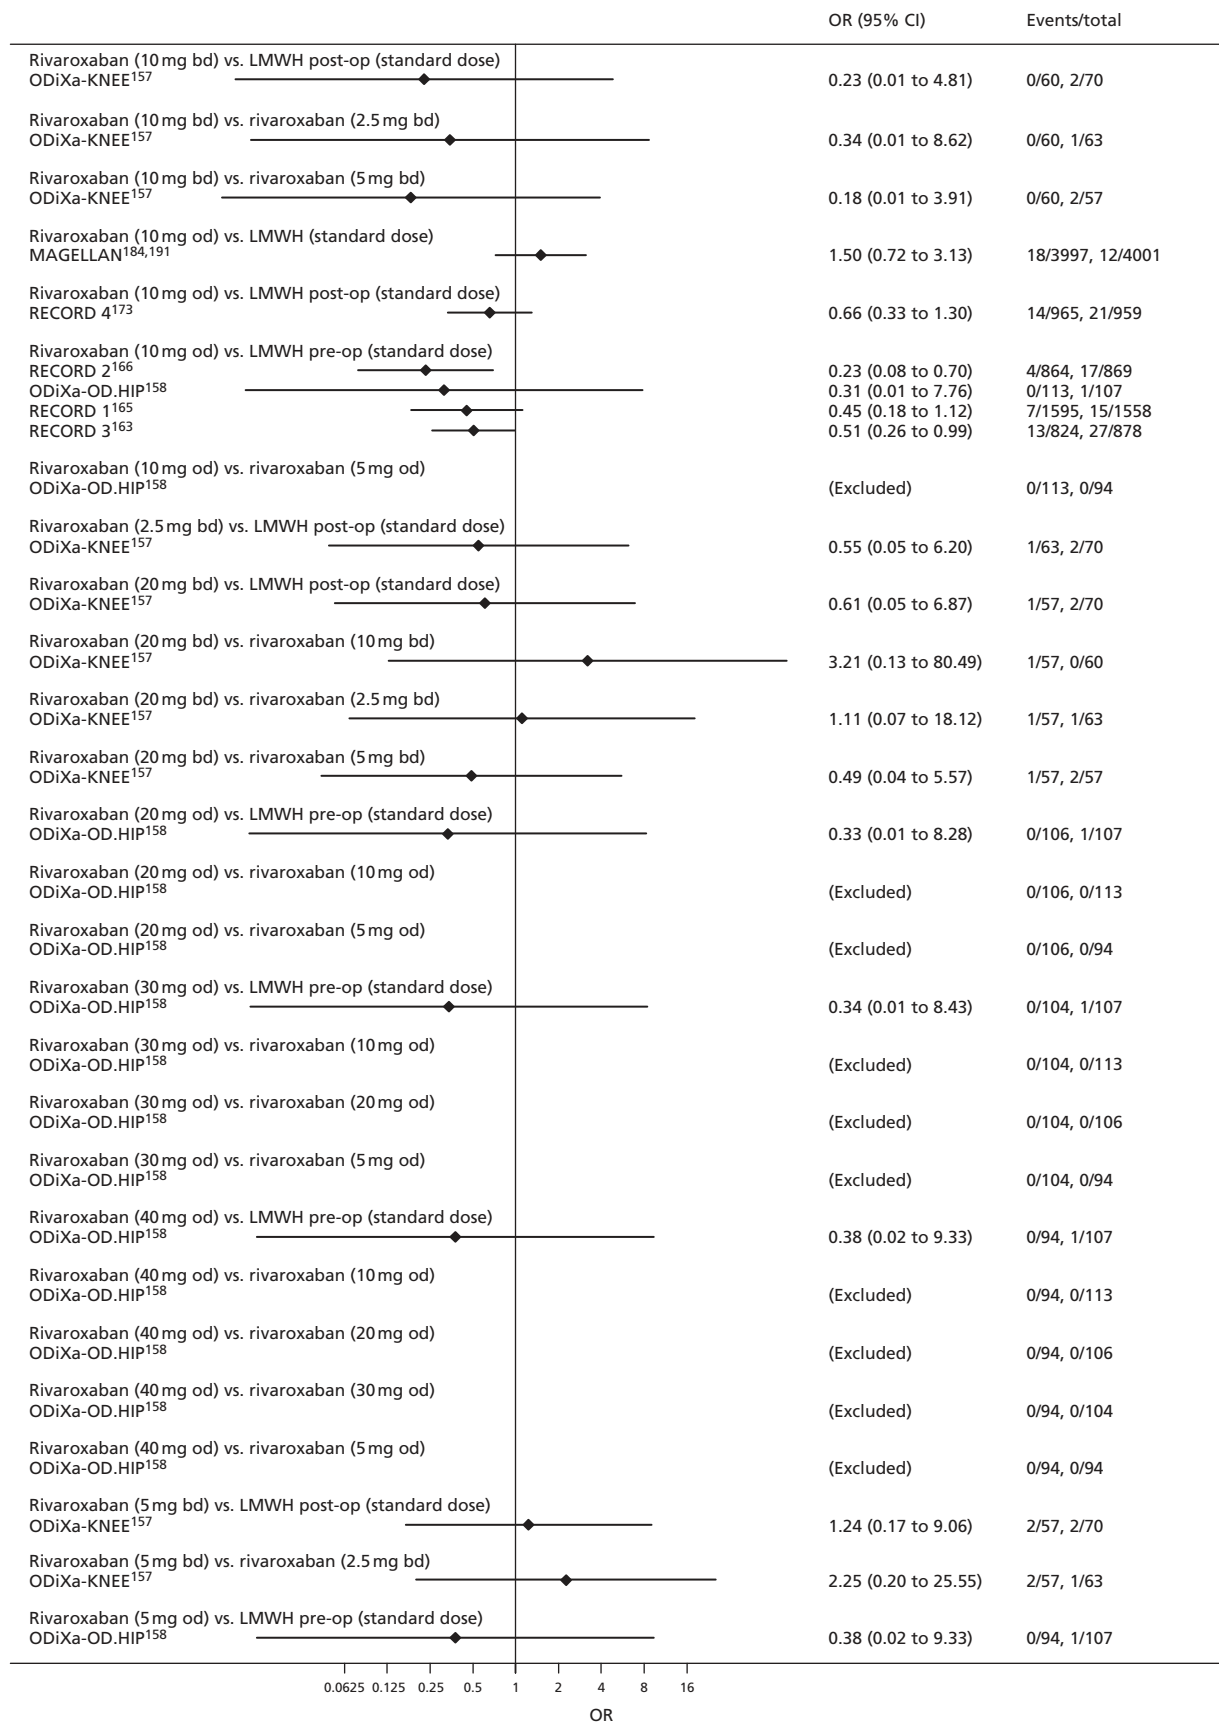 OR (95% CI) Events/total
Rivaroxaban (10 mg bd) vs. LMWH post-op (standard dose)
ODiXa-KNEE157 0.23 (0.01 to 4.81) 0/60, 2/70
Rivaroxaban (10 mg bd) vs. rivaroxaban (2.5 mg bd)
ODiXa-KNEE157 0.34 (0.01 to 8.62) 0/60, 1/63
Rivaroxaban (10 mg bd) vs. rivaroxaban (5 mg bd)
ODiXa-KNEE157 0.18 (0.01 to 3.91) 0/60, 2/57
Rivaroxaban (10 mg od) vs. LMWH (standard dose)
MAGELLAN184,191 1.50 (0.72 to 3.13) 18/3997, 12/4001
Rivaroxaban (10 mg od) vs. LMWH post-op (standard dose)
RECORD 4173 0.66 (0.33 to 1.30) 14/965, 21/959
Rivaroxaban (10 mg od) vs. LMWH pre-op (standard dose)
RECORD 2166 0.23 (0.08 to 0.70) 4/864, 17/869
ODiXa-OD.HIP158 0.31 (0.01 to 7.76) 0/113, 1/107
RECORD 1165 0.45 (0.18 to 1.12) 7/1595, 15/1558
RECORD 3163 0.51 (0.26 to 0.99) 13/824, 27/878
Rivaroxaban (10 mg od) vs. rivaroxaban (5 mg od)
ODiXa-OD.HIP158 (Excluded) 0/113, 0/94
Rivaroxaban (2.5 mg bd) vs. LMWH post-op (standard dose)
ODiXa-KNEE157 0.55 (0.05 to 6.20) 1/63, 2/70
Rivaroxaban (20 mg bd) vs. LMWH post-op (standard dose)
ODiXa-KNEE157 0.61 (0.05 to 6.87) 1/57, 2/70
Rivaroxaban (20 mg bd) vs. rivaroxaban (10 mg bd)
ODiXa-KNEE157 3.21 (0.13 to 80.49) 1/57, 0/60
Rivaroxaban (20 mg bd) vs. rivaroxaban (2.5 mg bd)
ODiXa-KNEE157 1.11 (0.07 to 18.12) 1/57, 1/63
Rivaroxaban (20 mg bd) vs. rivaroxaban (5 mg bd)
ODiXa-KNEE157 0.49 (0.04 to 5.57) 1/57, 2/57
Rivaroxaban (20 mg od) vs. LMWH pre-op (standard dose)
ODiXa-OD.HIP158 0.33 (0.01 to 8.28) 0/106, 1/107
Rivaroxaban (20 mg od) vs. rivaroxaban (10 mg od)
ODiXa-OD.HIP158 (Excluded) 0/106, 0/113
Rivaroxaban (20 mg od) vs. rivaroxaban (5 mg od)
ODiXa-OD.HIP158 (Excluded) 0/106, 0/94
Rivaroxaban (30 mg od) vs. LMWH pre-op (standard dose)
ODiXa-OD.HIP158 0.34 (0.01 to 8.43) 0/104, 1/107
Rivaroxaban (30 mg od) vs. rivaroxaban (10 mg od)
ODiXa-OD.HIP158 (Excluded) 0/104, 0/113
Rivaroxaban (30 mg od) vs. rivaroxaban (20 mg od)
ODiXa-OD.HIP158 (Excluded) 0/104, 0/106
Rivaroxaban (30 mg od) vs. rivaroxaban (5 mg od)
ODiXa-OD.HIP158 (Excluded) 0/104, 0/94
Rivaroxaban (40 mg od) vs. LMWH pre-op (standard dose)
ODiXa-OD.HIP158 0.38 (0.02 to 9.33) 0/94, 1/107
Rivaroxaban (40 mg od) vs. rivaroxaban (10 mg od)
ODiXa-OD.HIP158 (Excluded) 0/94, 0/113
Rivaroxaban (40 mg od) vs. rivaroxaban (20 mg od)
ODiXa-OD.HIP158 (Excluded) 0/94, 0/106
Rivaroxaban (40 mg od) vs. rivaroxaban (30 mg od)
ODiXa-OD.HIP158 (Excluded) 0/94, 0/104
Rivaroxaban (40 mg od) vs. rivaroxaban (5 mg od)
ODiXa-OD.HIP158 (Excluded) 0/94, 0/94
Rivaroxaban (5 mg bd) vs. LMWH post-op (standard dose)
ODiXa-KNEE157 1.24 (0.17 to 9.06) 2/57, 2/70
Rivaroxaban (5 mg bd) vs. rivaroxaban (2.5 mg bd)
ODiXa-KNEE157 2.25 (0.20 to 25.55) 2/57, 1/63
Rivaroxaban (5 mg od) vs. LMWH pre-op (standard dose)
ODiXa-OD.HIP158 0.38 (0.02 to 9.33) 0/94, 1/107
0.0625 0.125 0.25 0.5 1 2 4 8 16
OR